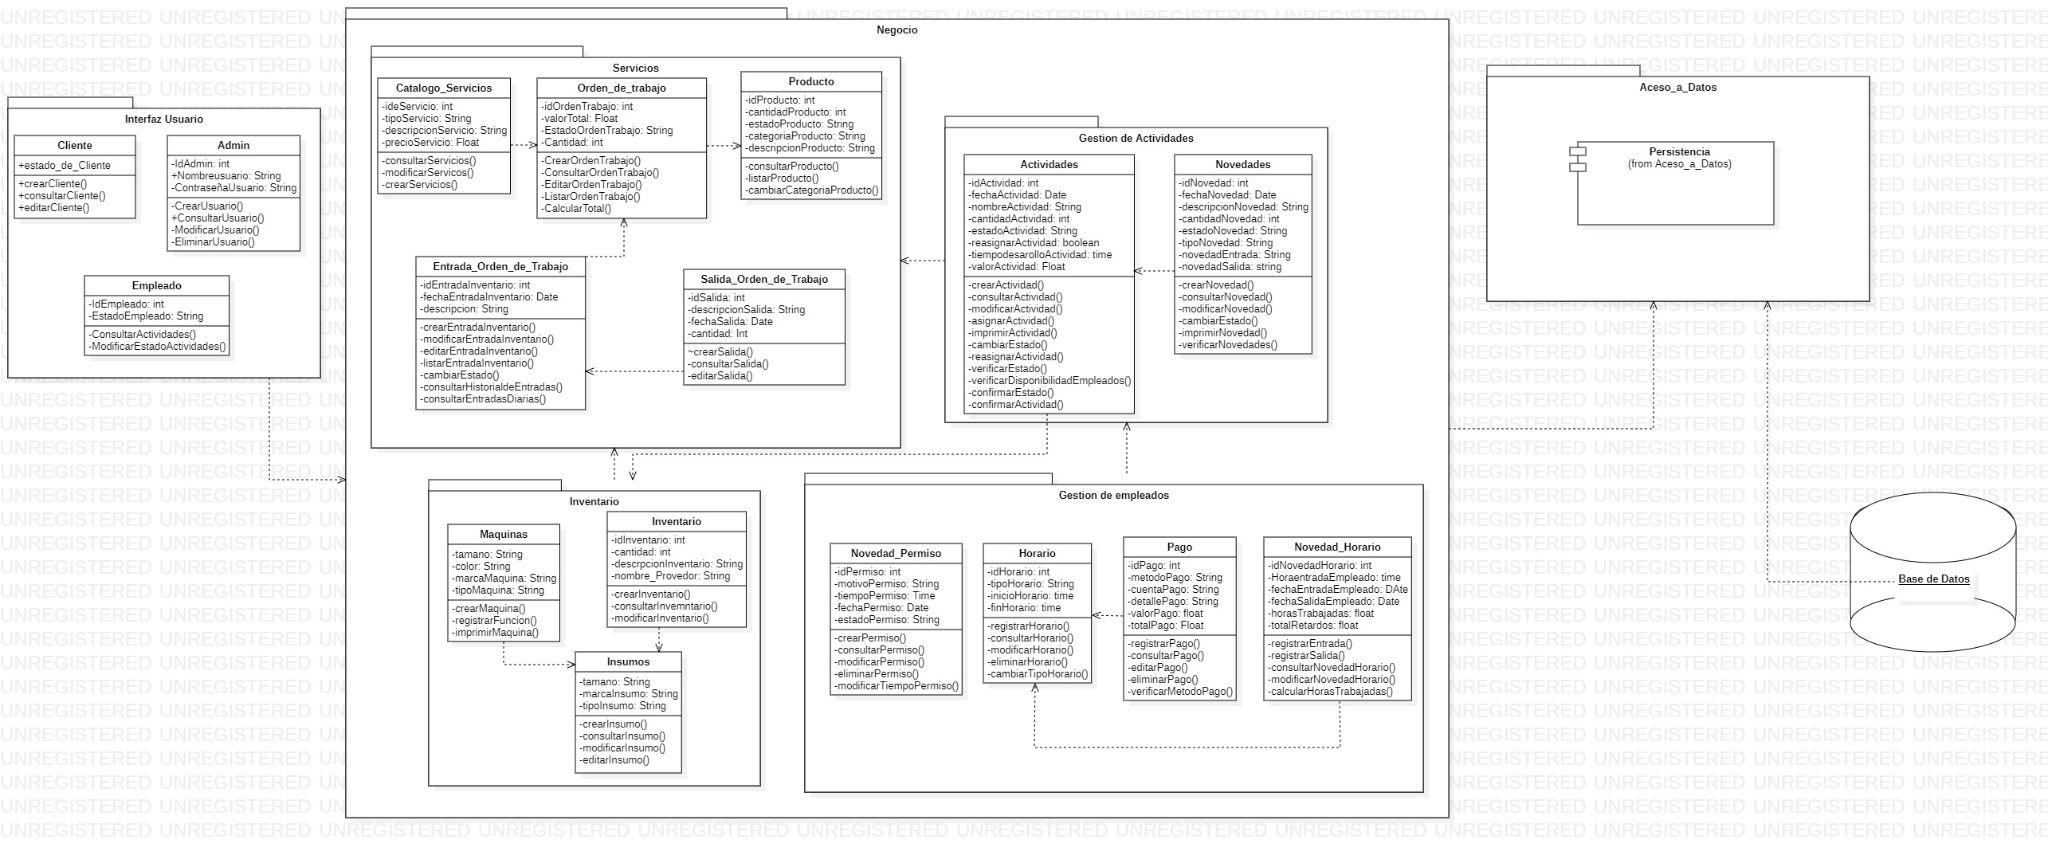 Negocio
Interfaz Usuario
Cliente
+estado_de_Cliente
+crearCliente()
+consultarCliente()
+editarCliente()
Admin
-IdAdmin: int
+Nombreusuario: String
-ContraseñaUsuario: String
-CrearUsuario()
+ConsultarUsuario()
-ModificarUsuario()
-EliminarUsuario()
Empleado
-IdEmpleado: int
-EstadoEmpleado: String
-ConsultarActividades()
-ModificarEstadoActividades()
Servicios
Catalogo_Servicios
-ideServicio: int
-tipoServicio: String
-descripcionServicio: String
-precioServicio: Float
-consultarServicios()
-modificarServicos()
-crearServicios()
Orden_de_trabajo
-idOrdenTrabajo: int
-valorTotal: Float
-EstadoOrdenTrabajo: String
-Cantidad: int
-CrearOrdenTrabajo()
-ConsultarOrdenTrabajo()
-EditarOrdenTrabajo()
-ListarOrdenTrabajo()
-CalcularTotal()
Producto
-idProducto: int
-cantidadProducto: int
-estadoProducto: String
-categoriaProducto: String
-descripcionProducto: String
-consultarProducto()
-listarProducto()
-cambiarCategoriaProducto()
Entrada_Orden_de_Trabajo
-idEntradaInventario: int
-fechaEntradaInventario: Date
-descripcion: String
-crearEntradaInventario()
-modificarEntradaInventario()
-editarEntradaInventario()
-listarEntradaInventario()
-cambiarEstado()
-consultarHistorialdeEntradas()
-consultarEntradasDiarias()
Salida_Orden_de_Trabajo
-idSalida: int
-descripcionSalida: String
-fechaSalida: Date
-cantidad: Int
~crearSalida()
-consultarSalida()
-editarSalida()
Gestion de Actividades
Actividades
-idActividad: int
-fechaActividad: Date
-nombreActividad: String
-cantidadActividad: int
-estadoActividad: String
-reasignarActividad: boolean
-tiempodesarolloActividad: time
-valorActividad: Float
-crearActividad()
-consultarActividad()
-modificarActividad()
-asignarActividad()
-imprimirActividad()
-cambiarEstado()
-reasignarActividad()
-verificarEstado()
-verificarDisponibilidadEmpleados()
-confirmarEstado()
-confirmarActividad()
Novedades
-idNovedad: int
-fechaNovedad: Date
-descripcionNovedad: String
-cantidadNovedad: int
-estadoNovedad: String
-tipoNovedad: String
-novedadEntrada: String
-novedadSalida: string
-crearNovedad()
-consultarNovedad()
-modificarNovedad()
-cambiarEstado()
-imprimirNovedad()
-verificarNovedades()
Inventario
Maquinas
-tamano: String
-color: String
-marcaMaquina: String
-tipoMaquina: String
-crearMaquina()
-registrarFuncion()
-imprimirMaquina()
Inventario
-idInventario: int
-cantidad: int
-descrpcionInventario: String
-nombre_Provedor: String
-crearInventario()
-consultarInvemntario()
-modificarInventario()
Insumos
-tamano: String
-marcaInsumo: String
-tipoInsumo: String
-crearInsumo()
-consultarInsumo()
-modificarInsumo()
-editarInsumo()
Gestion de empleados
Novedad_Permiso
-idPermiso: int
-motivoPermiso: String
-tiempoPermiso: Time
-fechaPermiso: Date
-estadoPermiso: String
-crearPermiso()
-consultarPermiso()
-modificarPermiso()
-eliminarPermiso()
-modificarTiempoPermiso()
Horario
-idHorario: int
-tipoHorario: String
-inicioHorario: time
-finHorario: time
-registrarHorario()
-consultarHorario()
-modificarHorario()
-eliminarHorario()
-cambiarTipoHorario()
Pago
-idPago: int
-metodoPago: String
-cuentaPago: String
-detallePago: String
-valorPago: float
-totalPago: Float
-registrarPago()
-consultarPago()
-editarPago()
-eliminarPago()
-verificarMetodoPago()
Novedad_Horario
-idNovedadHorario: int
-HoraentradaEmpleado: time
-fechaEntradaEmpleado: DAte
-fechaSalidaEmpleado: Date
-horasTrabajadas: float
-totalRetardos: float
-registrarEntrada()
-registrarSalida()
-consultarNovedadHorario()
-modificarNovedadHorario()
-calcularHorasTrabajadas()
Aceso_a_Datos
Persistencia
(from Aceso_a_Datos)
Base de Datos